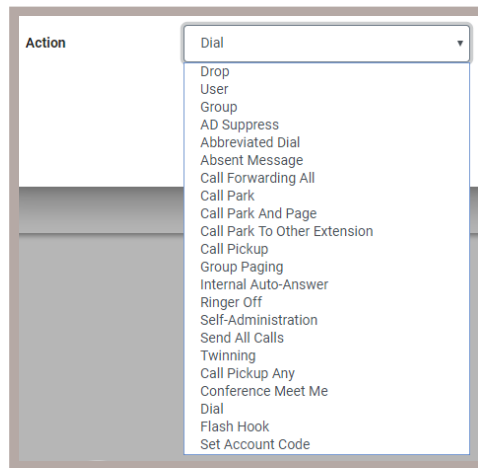 Action
Dial
Drop
User
Group
AD Suppress
Abbreviated Dial
Absent Message
Call Forwarding All
Call Park
Call Park And Page
Call Park To Other Extension
Call Pickup
Group Paging
Internal Auto-Answer
Ringer Off
Self-Administration
Send All Calls
Twinning
Call Pickup Any
Conference Meet Me
Dial
Flash Hook
Set Account Code